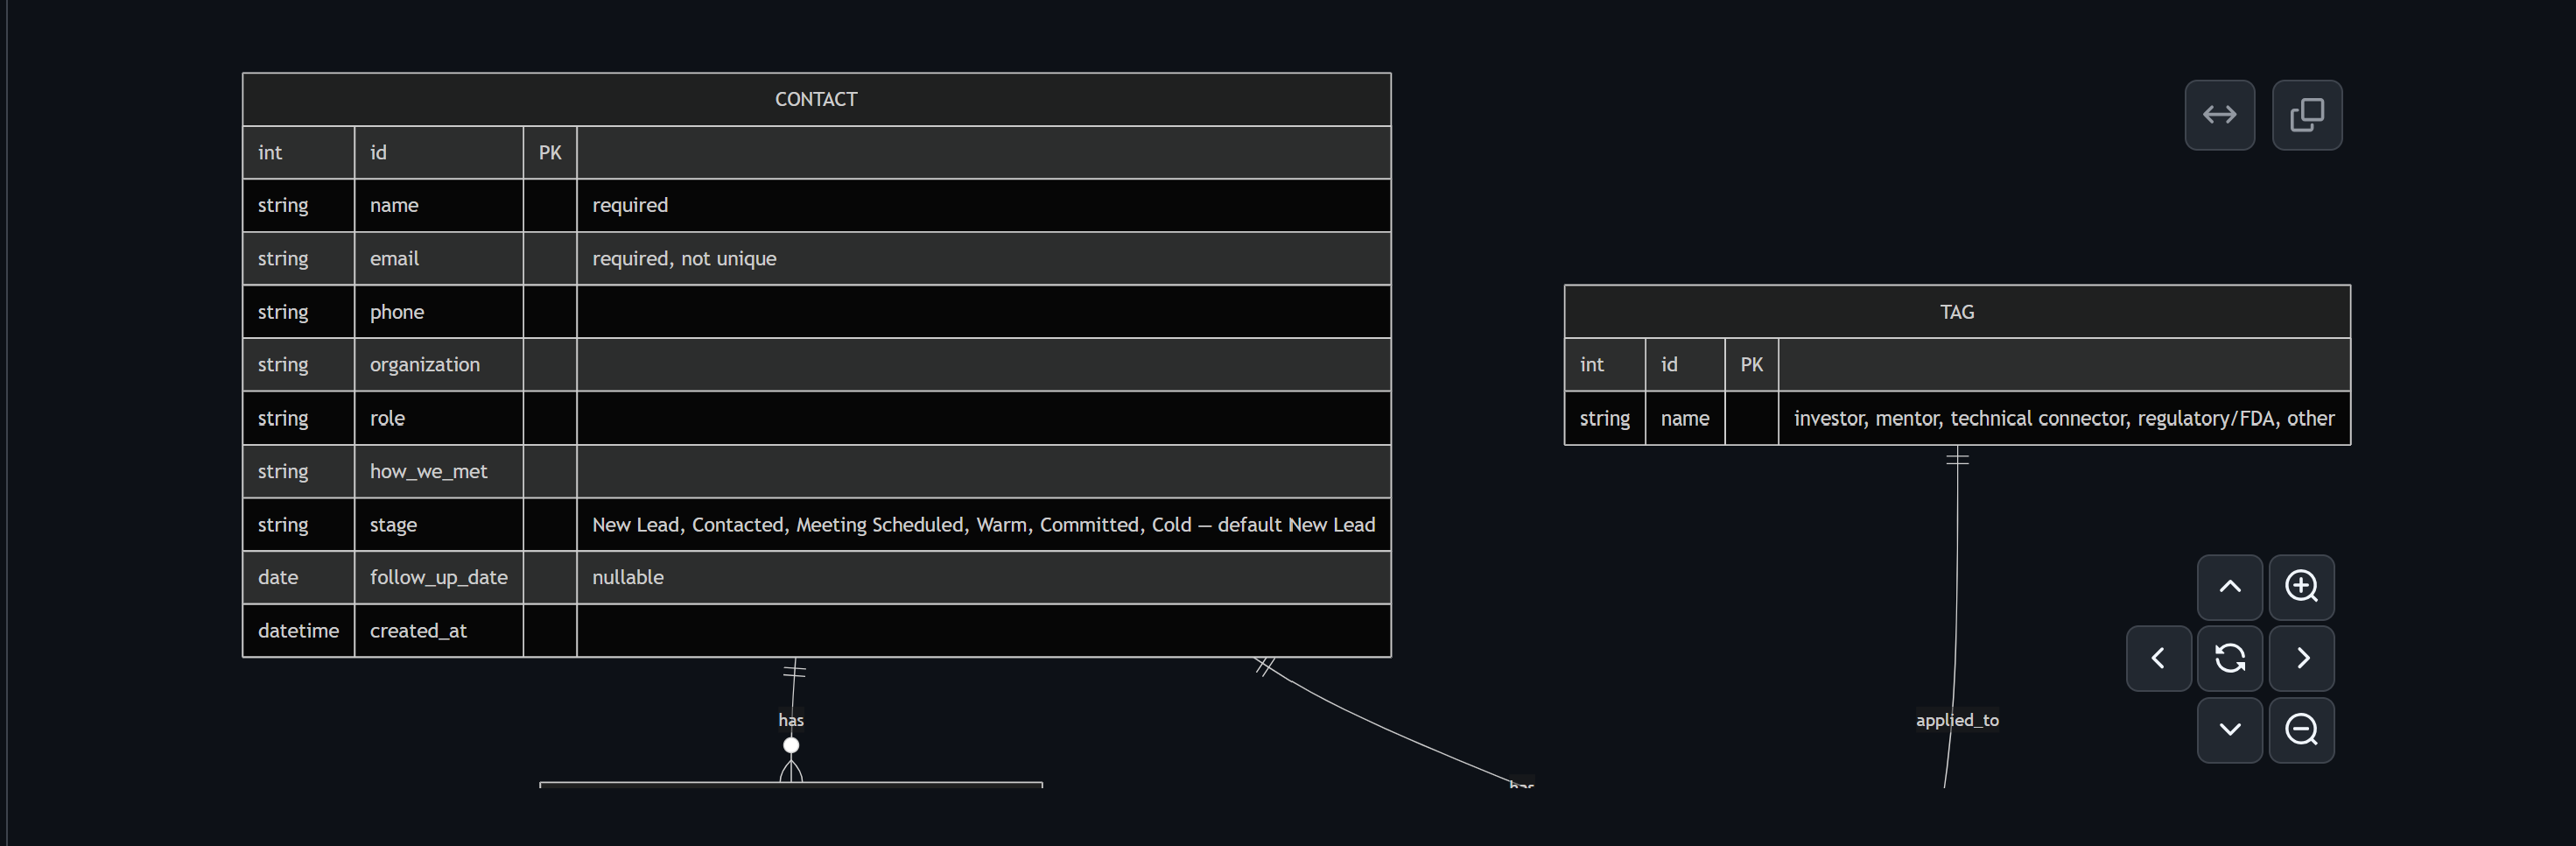 CONTACT
int id PK
string name required
string email required, not unique
string phone
string organization
string role
string how_we_met
string stage New Lead, Contacted, Meeting Scheduled, Warm, Committed, Cold — default New Lead
date follow_up_date nullable
datetime created_at
TAG
int id PK
string name investor, mentor, technical connector, regulatory/FDA, other
has
has
applied_to